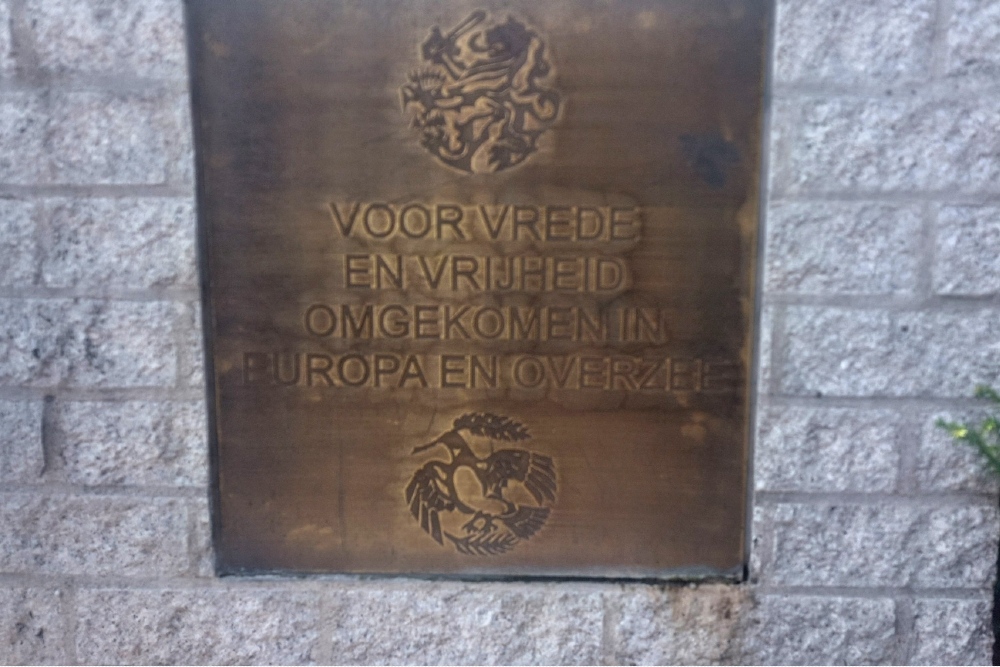 VOOR VREDE
EN VRIJHEID
OMGEKOMEN IN
EUROPA EN OVERZEE